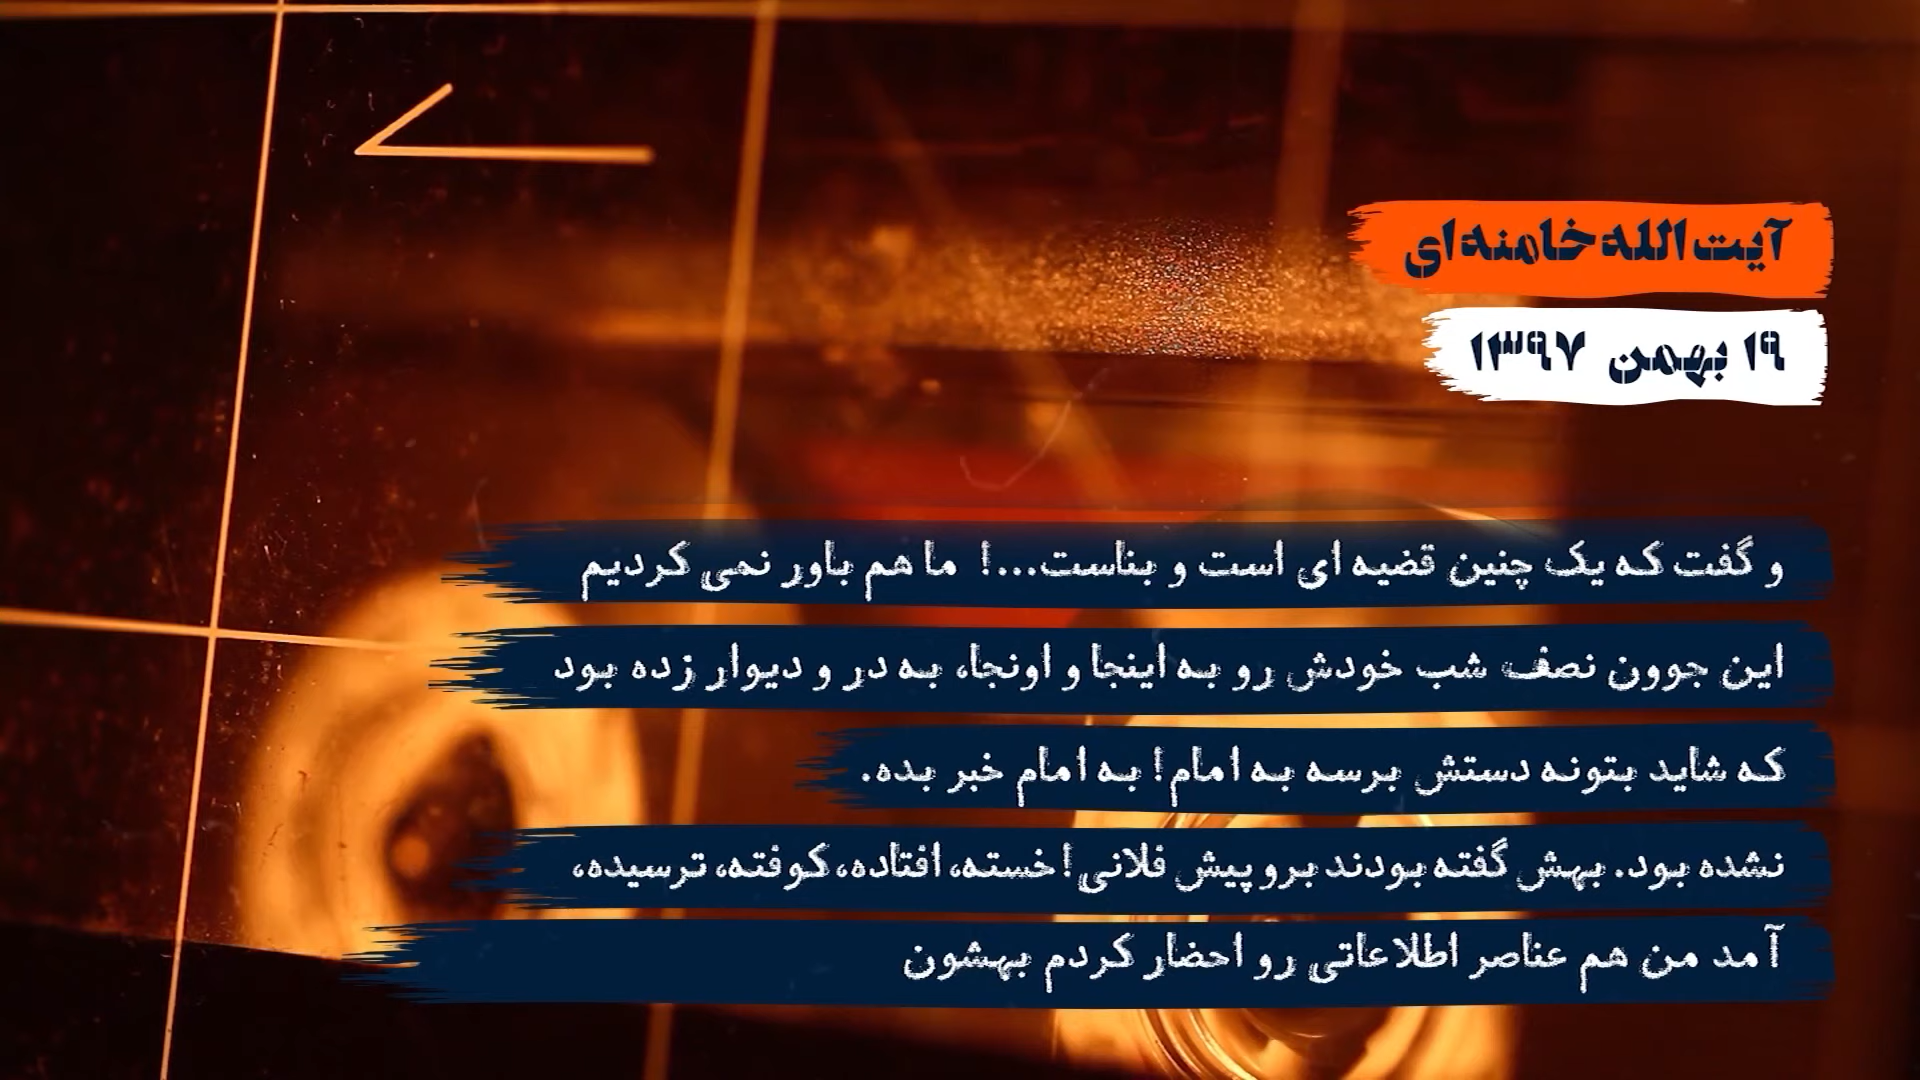 آیت الله خامنه ای
۱۹ بهمن ۱۳۹۷
و گفت که یک چنین قضیه ای است و بناست...! ما هم باور نمی کردیم
این جوون نصف شب خودش رو به اینجا و اونجا، به در و دیوار زده بود
که شاید بتونه دستش برسه به امام! به امام خبر بده.
نشده بود. بهش گفته بودند برو پیش فلانی! خسته، افتاده، کوفته، ترسیده،
آمد من هم عناصر اطلاعاتی رو احضار کردم بهشون